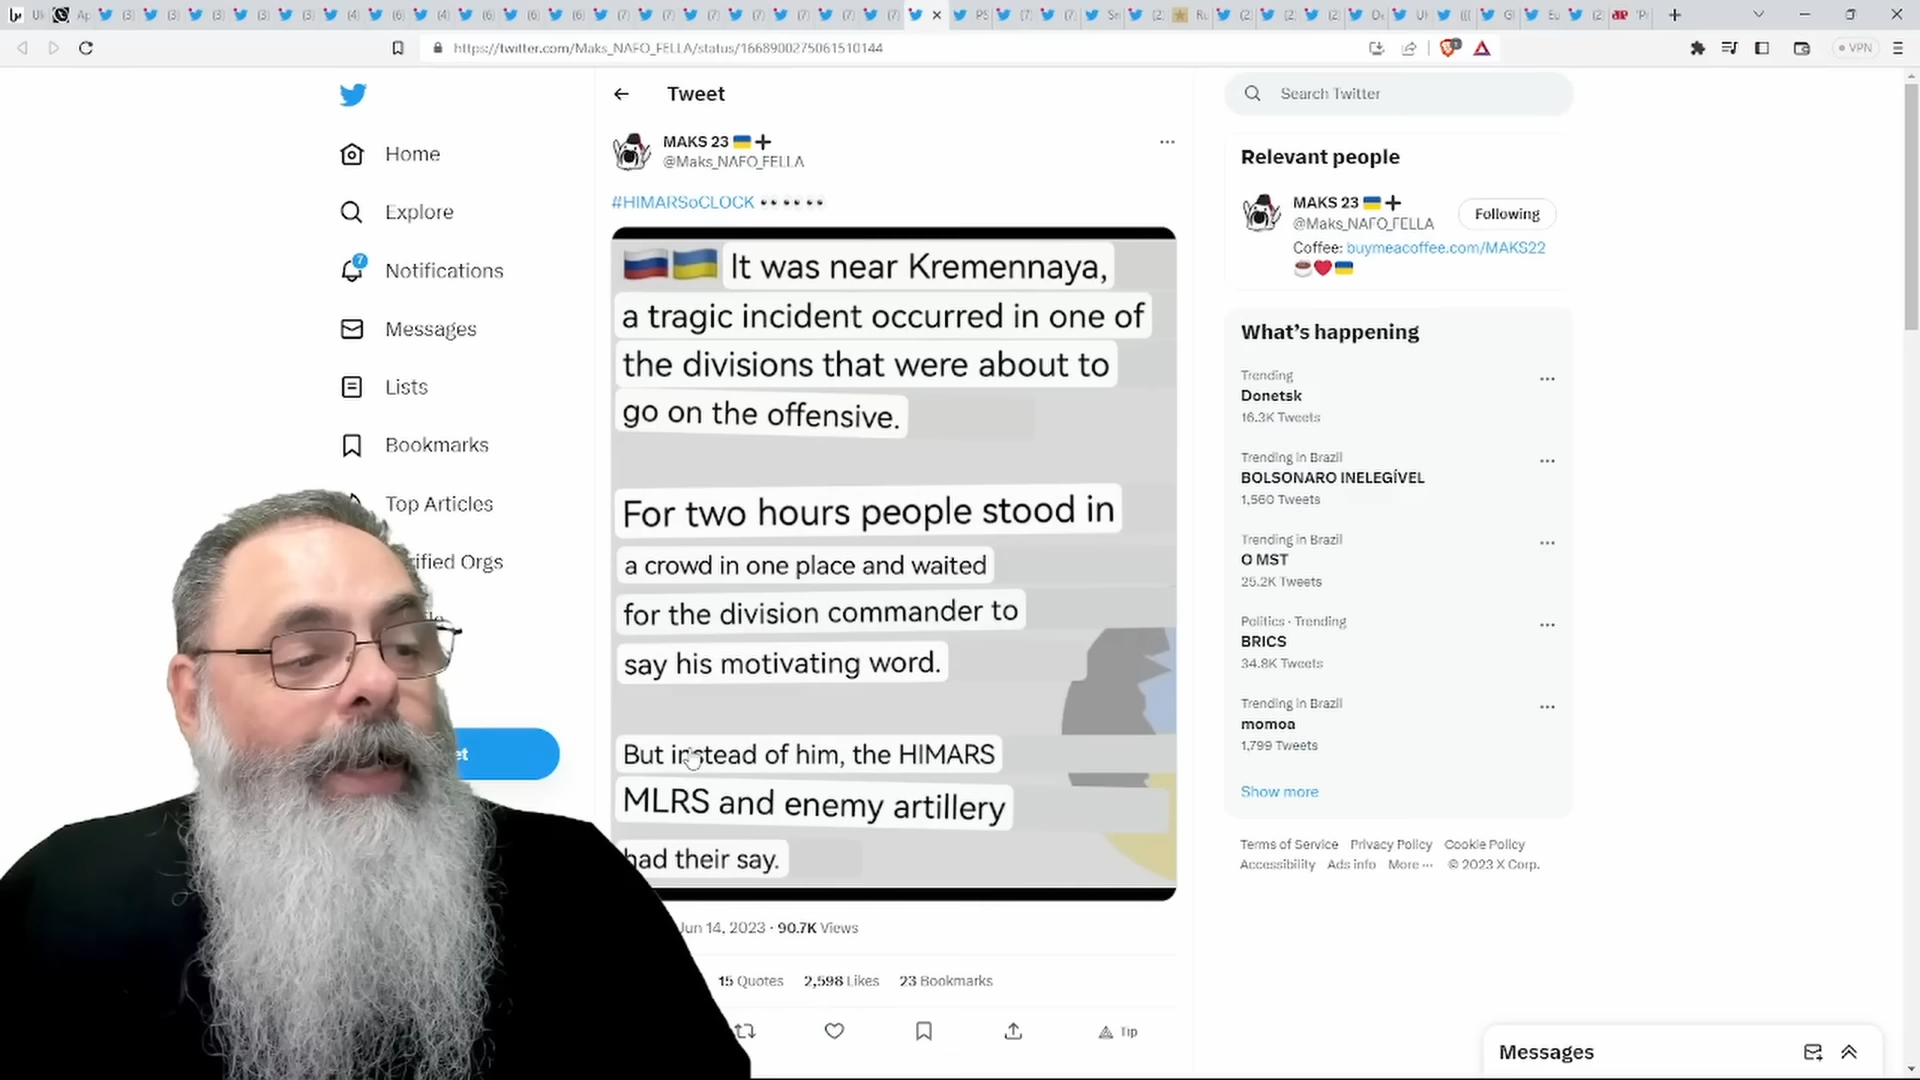 https://twitter.com/Maks_NAFO_FELLA/status/1668900275061510144
VPN
Home
Explore
7
Notifications
Messages
Lists
Bookmarks
Top Articles
Orgs
Tweet
MAKS 23
@Maks_NAFO_FELLA
#HIMARSoCLOCK
It was near Kremennaya,
a tragic incident occurred in one of
the divisions that were about to
go on the offensive.
For two hours people stood in
a crowd in one place and waited
for the division commander to
say his motivating word.
But instead of him, the HIMARS
MLRS and enemy artillery
had their say.
Jun 14, 2023 · 90.7K Views
15 Quotes 2,598 Likes 23 Bookmarks
Tip
Search Twitter
Relevant people
MAKS 23
@Maks_NAFO_FELLA
Following
Coffee: buymeacoffee.com/MAKS22
What's happening
Trending
Donetsk
16.3K Tweets
Trending in Brazil
BOLSONARO INELEGÍVEL
1,560 Tweets
Trending in Brazil
O MST
25.2K Tweets
Politics · Trending
BRICS
34.8K Tweets
Trending in Brazil
momoa
1,799 Tweets
Show more
Terms of Service Privacy Policy Cookie Policy
Accessibility Ads info More ··· © 2023 X Corp.
Messages